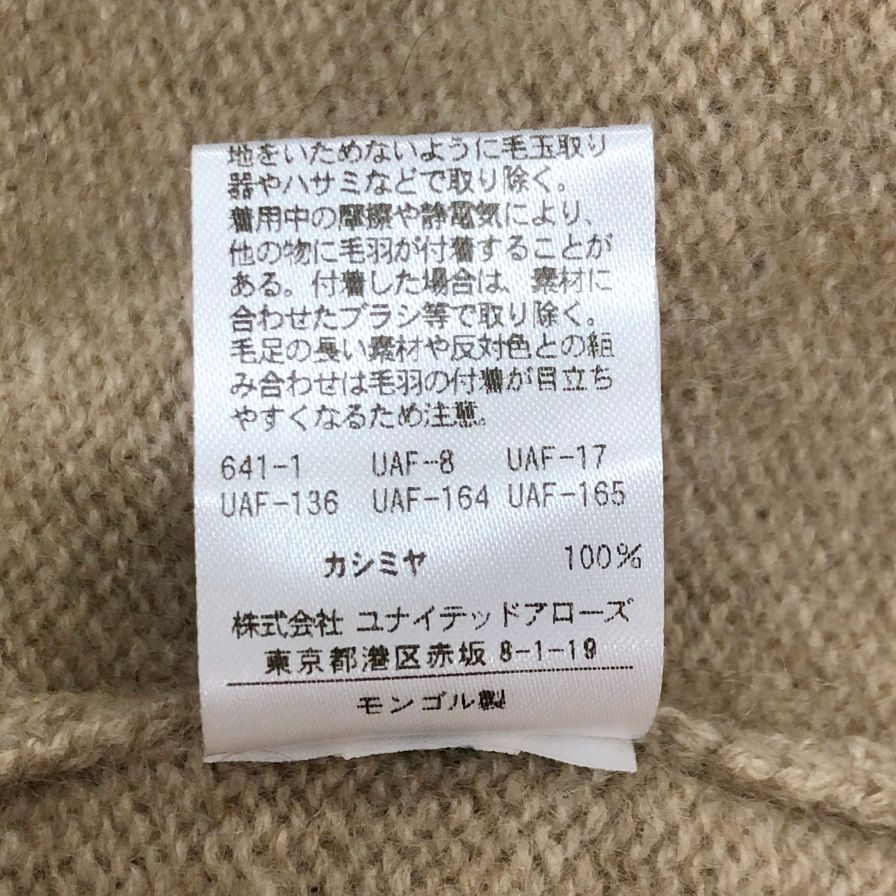 地をいためないように毛玉取り
器やハサミなどで取り除く。
着用中の摩擦や静電気により、
他の物に毛羽が付着することが
ある。付着した場合は、素材に
合わせたブラシ等で取り除く。
毛足の長い素材や反対色との組
み合わせは毛羽の付着が目立ち
やすくなるため注意。
641-1 UAF-8 UAF-17
UAF-136 UAF-164 UAF-165
カシミヤ 100%
株式会社 ユナイテッドアローズ
東京都港区赤坂 8-1-19
モンゴル製